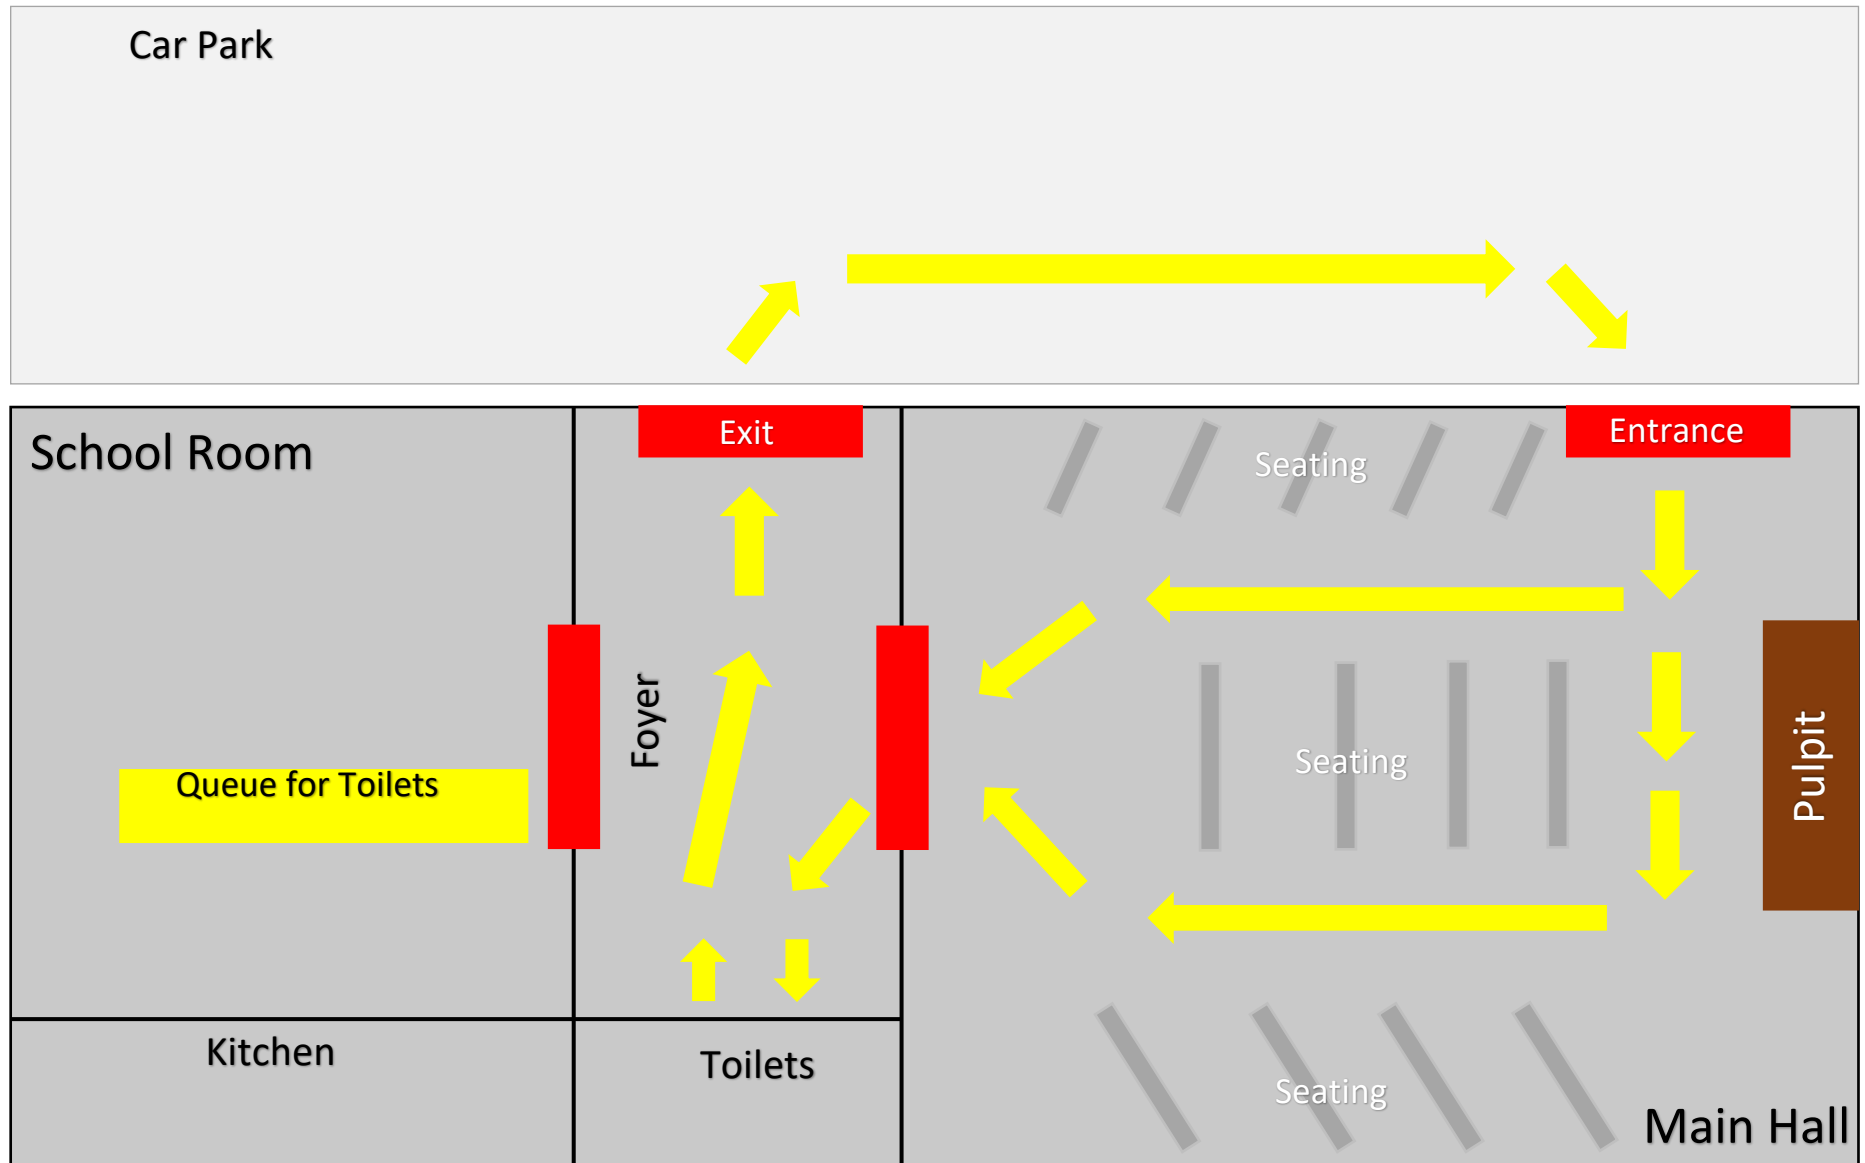 Car Park
School Room
Exit
Seating
Entrance
Foyer
Queue for Toilets
Seating
Pulpit
Kitchen
Toilets
Seating
Main Hall